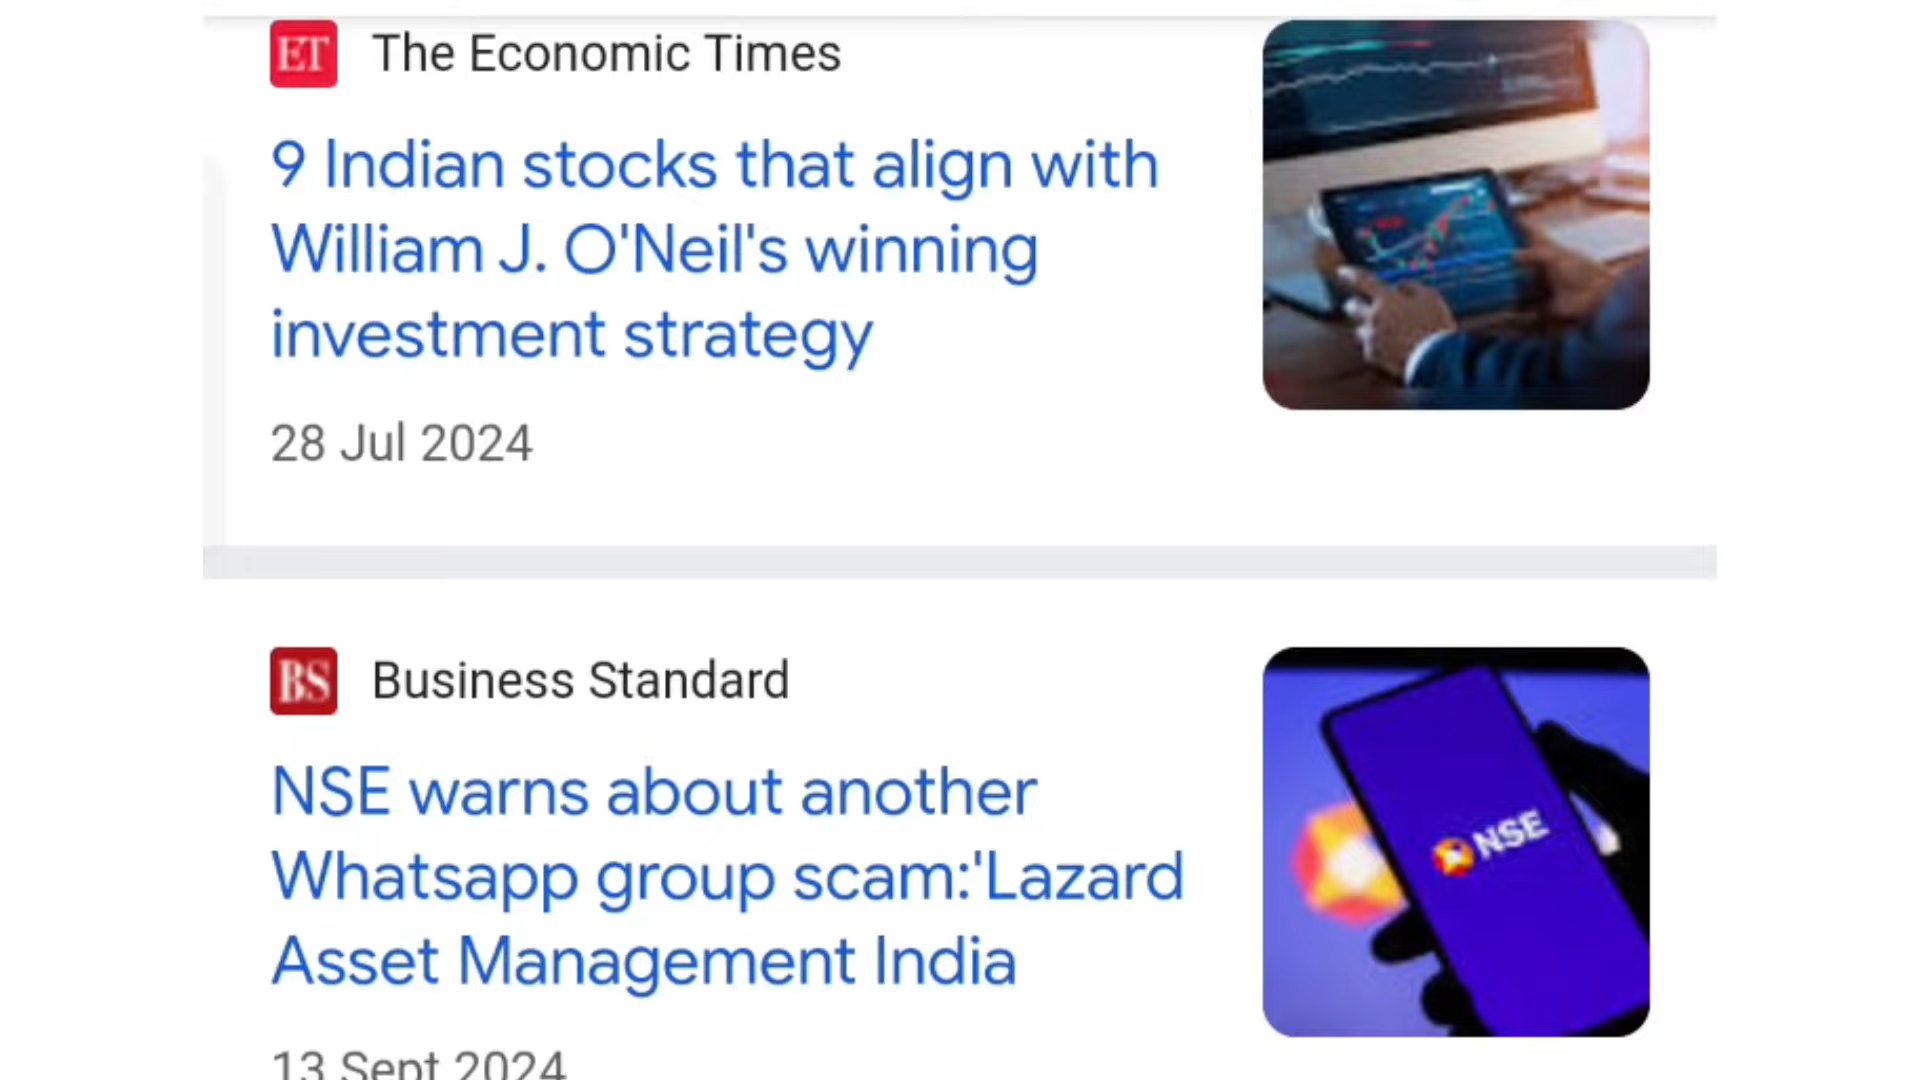 ET The Economic Times
9 Indian stocks that align with
William J. O'Neil's winning
investment strategy
28 Jul 2024
BS Business Standard
NSE warns about another
Whatsapp group scam:'Lazard
Asset Management India
NSE
13 Sept 2024